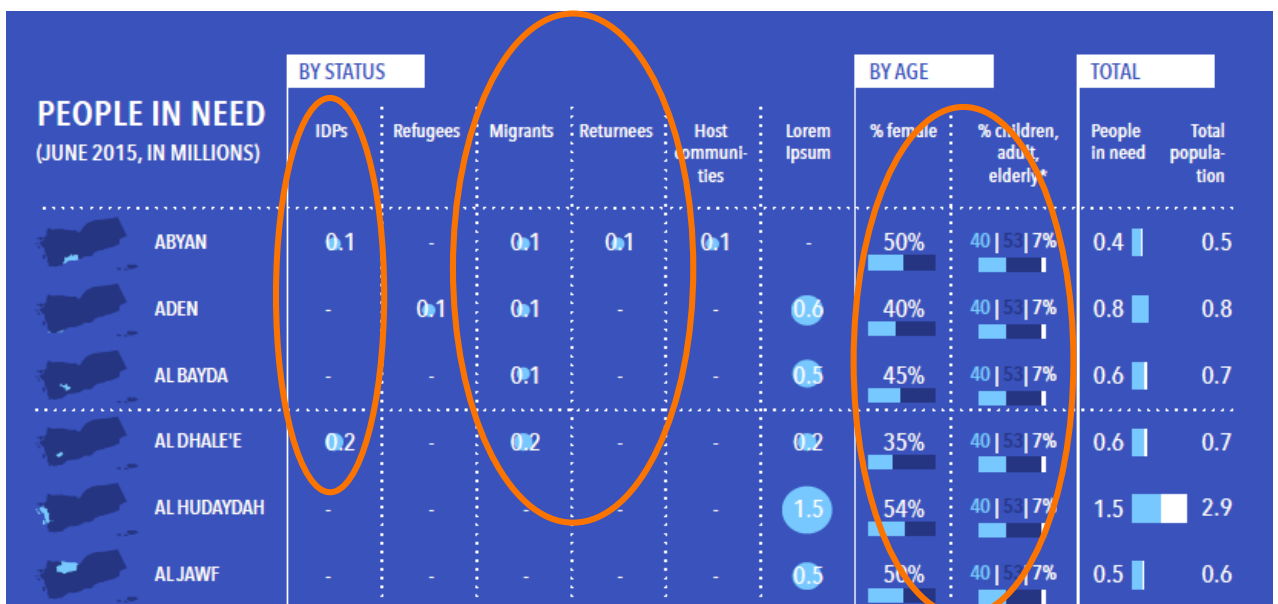 BY STATUS BY AGE TOTAL
PEOPLE IN NEED
(JUNE 2015, IN MILLIONS)
IDPs Refugees Migrants Returnees Host communi- ties Lorem Ipsum % female % children, adult, elderly* People in need Total popula- tion
ABYAN 0.1 - 0.1 0.1 0.1 - 50% 40 | 53 | 7% 0.4 0.5
ADEN - 0.1 0.1 - - 0.6 40% 40 | 53 | 7% 0.8 0.8
AL BAYDA - - 0.1 - - 0.5 45% 40 | 53 | 7% 0.6 0.7
AL DHALE'E 0.2 - 0.2 - - 0.2 35% 40 | 53 | 7% 0.6 0.7
AL HUDAYDAH - - - - - 1.5 54% 40 | 53 | 7% 1.5 2.9
AL JAWF - - - - - 0.5 50% 40 | 53 | 7% 0.5 0.6